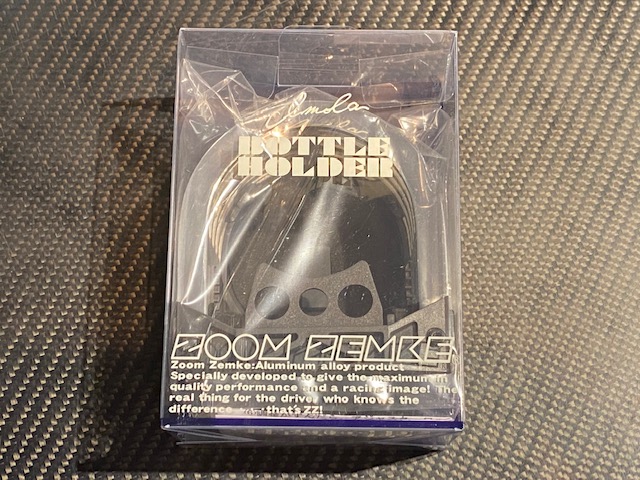 BOTTLE
HOLDER
ZOOM ZEMKE
Zoom Zemke:Aluminum alloy product
Specially developed to give the maximum in
quality performance and a racing image! The
real thing for the driver who knows the
difference ... that's ZZ!